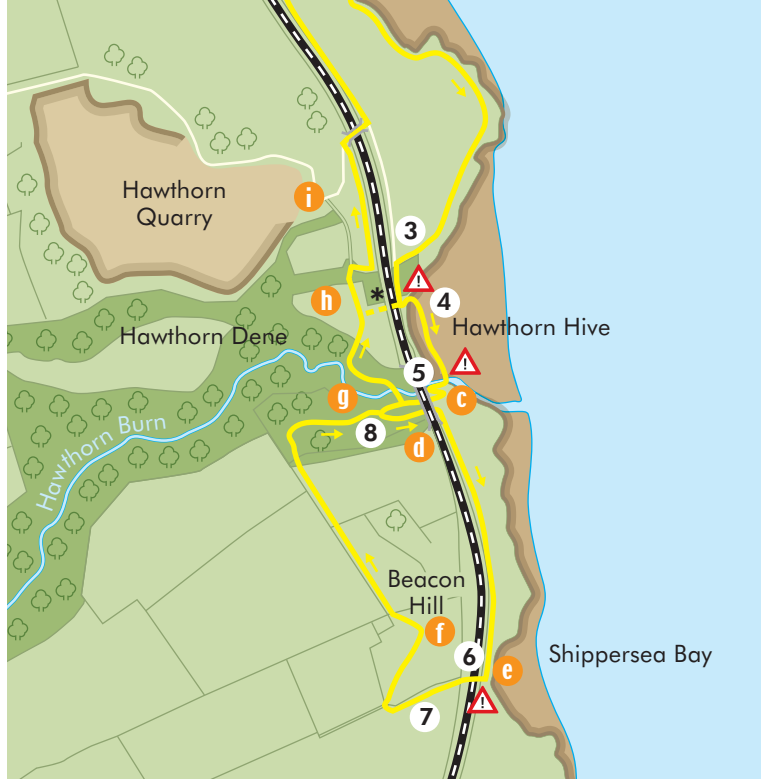 Hawthorn
Quarry
i
3
h
*
!
4
Hawthorn Dene
Hawthorn Hive
5
!
g
c
Hawthorn Burn
8
d
Beacon
Hill
f
6
e
Shippersea Bay
!
7